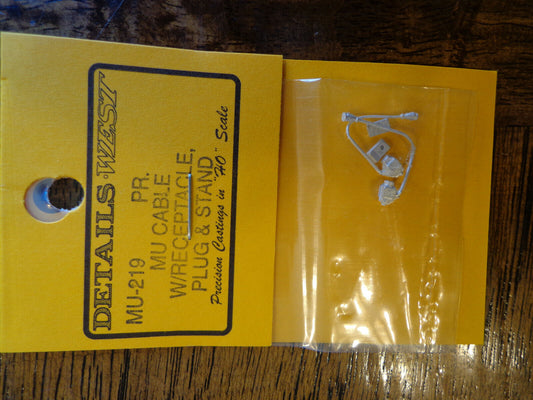 DETAILS WEST
MU-219 PR.
MU CABLE
W/RECEPTACLE,
PLUG & STAND
Precision Castings in "HO" Scale